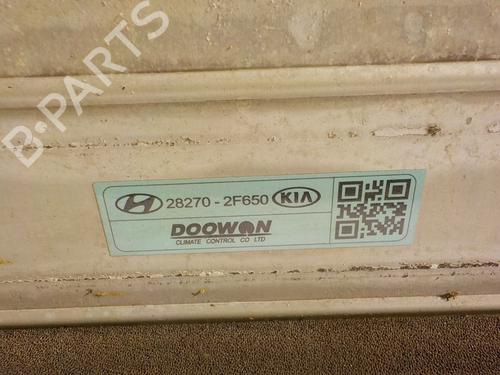 B-PARTS
28270 - 2F650 KIA
DOOWON
CLIMATE CONTROL CO LTD